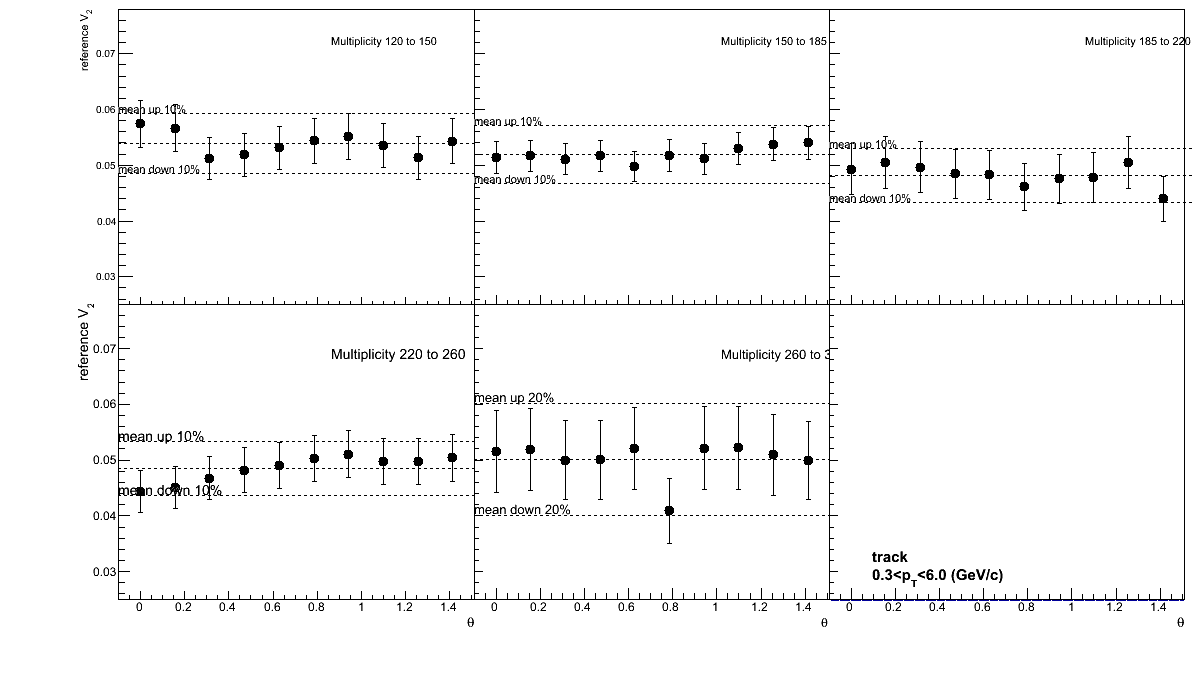 reference V2
Multiplicity 120 to 150
Multiplicity 150 to 185
Multiplicity 185 to 220
0.07
0.06
0.05
0.04
0.03
mean up 10%
mean down 10%
mean up 10%
mean down 10%
mean up 10%
mean down 10%
reference V2
Multiplicity 220 to 260
Multiplicity 260 to 3
0.07
0.06
0.05
0.04
0.03
mean up 10%
mean down 10%
mean up 20%
mean down 20%
track
0.3<pT<6.0 (GeV/c)
0 0.2 0.4 0.6 0.8 1 1.2 1.4
0 0.2 0.4 0.6 0.8 1 1.2 1.4
0 0.2 0.4 0.6 0.8 1 1.2 1.4
θ
θ
θ